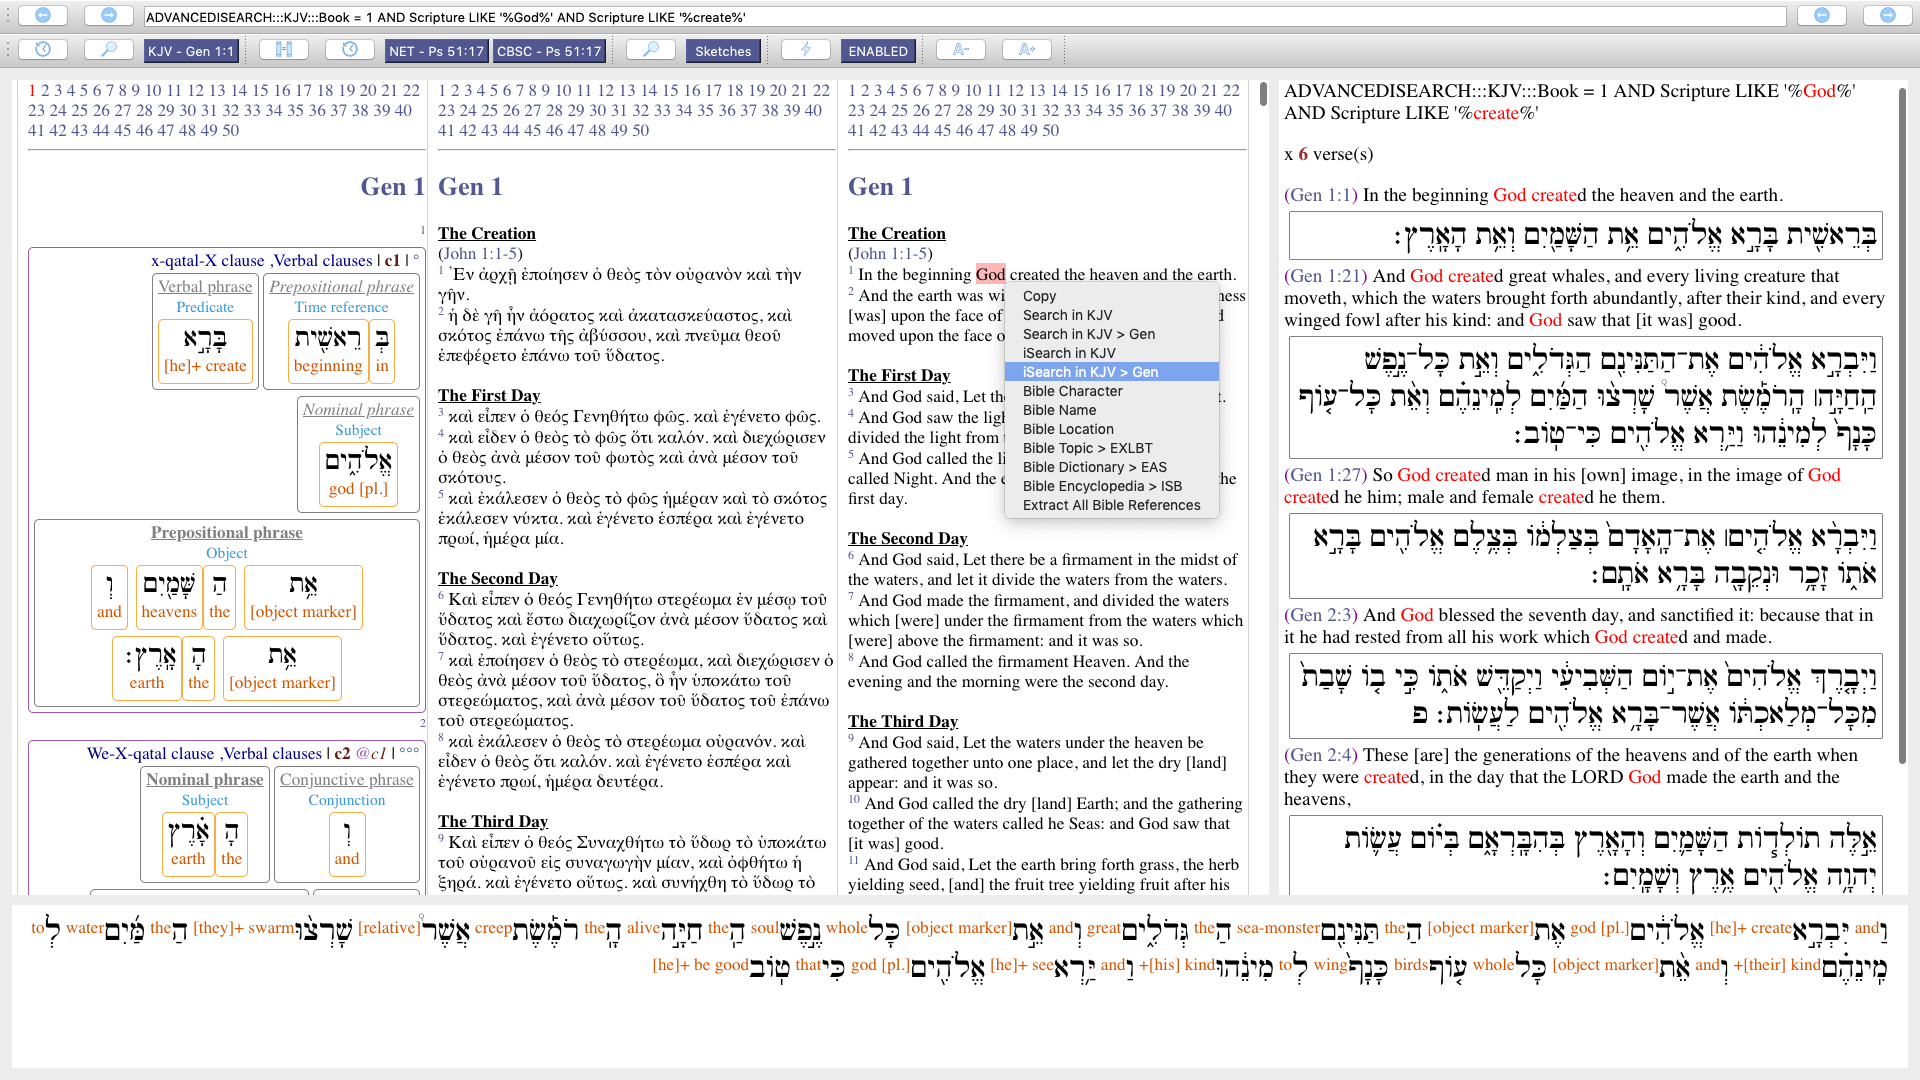 ADVANCEDISEARCH:::KJV:::Book = 1 AND Scripture LIKE '%God%' AND Scripture LIKE '%create%'
KJV - Gen 1:1
NET - Ps 51:17
CBSC - Ps 51:17
Sketches
ENABLED
A-
A+
1 2 3 4 5 6 7 8 9 10 11 12 13 14 15 16 17 18 19 20 21 22
23 24 25 26 27 28 29 30 31 32 33 34 35 36 37 38 39 40
41 42 43 44 45 46 47 48 49 50
Gen 1
1
x-qatal-X clause ,Verbal clauses | c1 | °
Verbal phrase
Prepositional phrase
Predicate
Time reference
בָּרָ֣א
רֵאשִׁ֖ית
בְּ
[he]+ create
beginning
in
Nominal phrase
Subject
אֱלֹהִ֑ים
god [pl.]
Prepositional phrase
Object
וְ
שָּׁמַ֖יִם
הַ
אֵ֥ת
and
heavens
the
[object marker]
אָֽרֶץ׃
הָ
אֵ֥ת
earth
the
[object marker]
2
We-X-qatal clause ,Verbal clauses | c2 @c1 | °°°
Nominal phrase
Conjunctive phrase
Subject
Conjunction
אָ֗רֶץ
הָ
וְ
earth
the
and
1 2 3 4 5 6 7 8 9 10 11 12 13 14 15 16 17 18 19 20 21 22
23 24 25 26 27 28 29 30 31 32 33 34 35 36 37 38 39 40
41 42 43 44 45 46 47 48 49 50
Gen 1
The Creation
(John 1:1-5)
1 Ἐν ἀρχῇ ἐποίησεν ὁ θεὸς τὸν οὐρανὸν καὶ τὴν
γῆν.
2 ἡ δὲ γῆ ἦν ἀόρατος καὶ ἀκατασκεύαστος, καὶ
σκότος ἐπάνω τῆς ἀβύσσου, καὶ πνεῦμα θεοῦ
ἐπεφέρετο ἐπάνω τοῦ ὕδατος.
The First Day
3 καὶ εἶπεν ὁ θεός Γενηθήτω φῶς. καὶ ἐγένετο φῶς.
4 καὶ εἶδεν ὁ θεὸς τὸ φῶς ὅτι καλόν. καὶ διεχώρισεν
ὁ θεὸς ἀνὰ μέσον τοῦ φωτὸς καὶ ἀνὰ μέσον τοῦ
σκότους.
5 καὶ ἐκάλεσεν ὁ θεὸς τὸ φῶς ἡμέραν καὶ τὸ σκότος
ἐκάλεσεν νύκτα. καὶ ἐγένετο ἑσπέρα καὶ ἐγένετο
πρωί, ἡμέρα μία.
The Second Day
6 Καὶ εἶπεν ὁ θεός Γενηθήτω στερέωμα ἐν μέσῳ τοῦ
ὕδατος καὶ ἔστω διαχωρίζον ἀνὰ μέσον ὕδατος καὶ
ὕδατος. καὶ ἐγένετο οὕτως.
7 καὶ ἐποίησεν ὁ θεὸς τὸ στερέωμα, καὶ διεχώρισεν ὁ
θεὸς ἀνὰ μέσον τοῦ ὕδατος, ὃ ἦν ὑποκάτω τοῦ
στερεώματος, καὶ ἀνὰ μέσον τοῦ ὕδατος τοῦ ἐπάνω
τοῦ στερεώματος.
8 καὶ ἐκάλεσεν ὁ θεὸς τὸ στερέωμα οὐρανόν. καὶ
εἶδεν ὁ θεὸς ὅτι καλόν. καὶ ἐγένετο ἑσπέρα καὶ
ἐγένετο πρωί, ἡμέρα δευτέρα.
The Third Day
9 Καὶ εἶπεν ὁ θεός Συναχθήτω τὸ ὕδωρ τὸ ὑποκάτω
τοῦ οὐρανοῦ εἰς συναγωγὴν μίαν, καὶ ὀφθήτω ἡ
ξηρά. καὶ ἐγένετο οὕτως. καὶ συνήχθη τὸ ὕδωρ τὸ
1 2 3 4 5 6 7 8 9 10 11 12 13 14 15 16 17 18 19 20 21 22
23 24 25 26 27 28 29 30 31 32 33 34 35 36 37 38 39 40
41 42 43 44 45 46 47 48 49 50
Gen 1
The Creation
(John 1:1-5)
1 In the beginning God created the heaven and the earth.
2 And the earth was wi ness
[was] upon the face of d
moved upon the face o
The First Day
3 And God said, Let th t.
4 And God saw the ligh
divided the light from
5 And God called the li
called Night. And the e the
first day.
Copy
Search in KJV
Search in KJV > Gen
iSearch in KJV
iSearch in KJV > Gen
Bible Character
Bible Name
Bible Location
Bible Topic > EXLBT
Bible Dictionary > EAS
Bible Encyclopedia > ISB
Extract All Bible References
The Second Day
6 And God said, Let there be a firmament in the midst of
the waters, and let it divide the waters from the waters.
7 And God made the firmament, and divided the waters
which [were] under the firmament from the waters which
[were] above the firmament: and it was so.
8 And God called the firmament Heaven. And the
evening and the morning were the second day.
The Third Day
9 And God said, Let the waters under the heaven be
gathered together unto one place, and let the dry [land]
appear: and it was so.
10 And God called the dry [land] Earth; and the gathering
together of the waters called he Seas: and God saw that
[it was] good.
11 And God said, Let the earth bring forth grass, the herb
yielding seed, [and] the fruit tree yielding fruit after his
ADVANCEDISEARCH:::KJV:::Book = 1 AND Scripture LIKE '%God%'
AND Scripture LIKE '%create%'
x 6 verse(s)
(Gen 1:1) In the beginning God created the heaven and the earth.
בְּרֵאשִׁ֖ית בָּרָ֣א אֱלֹהִ֑ים אֵ֥ת הַשָּׁמַ֖יִם וְאֵ֥ת הָאָֽרֶץ׃
(Gen 1:21) And God created great whales, and every living creature that
moveth, which the waters brought forth abundantly, after their kind, and every
winged fowl after his kind: and God saw that [it was] good.
וַיִּבְרָ֣א אֱלֹהִ֔ים אֶת־הַתַּנִּינִ֖ם הַגְּדֹלִ֑ים וְאֵ֣ת כָּל־נֶ֣פֶשׁ
הַֽחַיָּ֣ה׀ הָֽרֹמֶ֡שֶׂת אֲשֶׁר֩ שָׁרְצ֨וּ הַמַּ֜יִם לְמִֽינֵהֶ֗ם וְאֵ֨ת כָּל־ע֤וֹף
כָּנָף֙ לְמִינֵ֔הוּ וַיַּ֥רְא אֱלֹהִ֖ים כִּי־טֽוֹב׃
(Gen 1:27) So God created man in his [own] image, in the image of God
created he him; male and female created he them.
וַיִּבְרָ֨א אֱלֹהִ֤ים׀ אֶת־הָֽאָדָם֙ בְּצַלְמ֔וֹ בְּצֶ֥לֶם אֱלֹהִ֖ים בָּרָ֣א
אֹת֑וֹ זָכָ֥ר וּנְקֵבָ֖ה בָּרָ֥א אֹתָֽם׃
(Gen 2:3) And God blessed the seventh day, and sanctified it: because that in
it he had rested from all his work which God created and made.
וַיְבָ֤רֶךְ אֱלֹהִים֙ אֶת־י֣וֹם הַשְּׁבִיעִ֔י וַיְקַדֵּ֖שׁ אֹת֑וֹ כִּ֣י ב֤וֹ שָׁבַת֙
מִכָּל־מְלַאכְתּ֔וֹ אֲשֶׁר־בָּרָ֥א אֱלֹהִ֖ים לַעֲשֽׂוֹת׃ פ
(Gen 2:4) These [are] the generations of the heavens and of the earth when
they were created, in the day that the LORD God made the earth and the
heavens,
אֵ֣לֶּה תוֹלְד֧וֹת הַשָּׁמַ֛יִם וְהָאָ֖רֶץ בְּהִבָּֽרְאָ֑ם בְּי֗וֹם עֲשׂ֛וֹת
יְהוָ֥ה אֱלֹהִ֖ים אֶ֥רֶץ וְשָׁמָֽיִם׃
וַ and יִּבְרָ֣א [he]+ create אֱלֹהִ֔ים god [pl.] אֶת [object marker] הַ the תַּנִּינִ֖ם sea-monster הַ the גְּדֹלִ֑ים great וְ and אֵ֣ת [object marker] כָּל whole נֶ֣פֶשׁ soul הַֽ the חַיָּ֣ה alive הָֽ the רֹמֶ֡שֶׂת creep אֲשֶׁר֩ [relative] שָׁרְצ֨וּ [they]+ swarm הַ the מַּ֜יִם water לְ to
מִֽינֵהֶ֗ם +[their] kind וְ and אֵ֨ת [object marker] כָּל whole ע֤וֹף birds כָּנָף֙ wing לְ to מִינֵ֔הוּ +[his] kind וַ and יַּ֥רְא [he]+ see אֱלֹהִ֖ים god [pl.] כִּי that טֽוֹב [he]+ be good